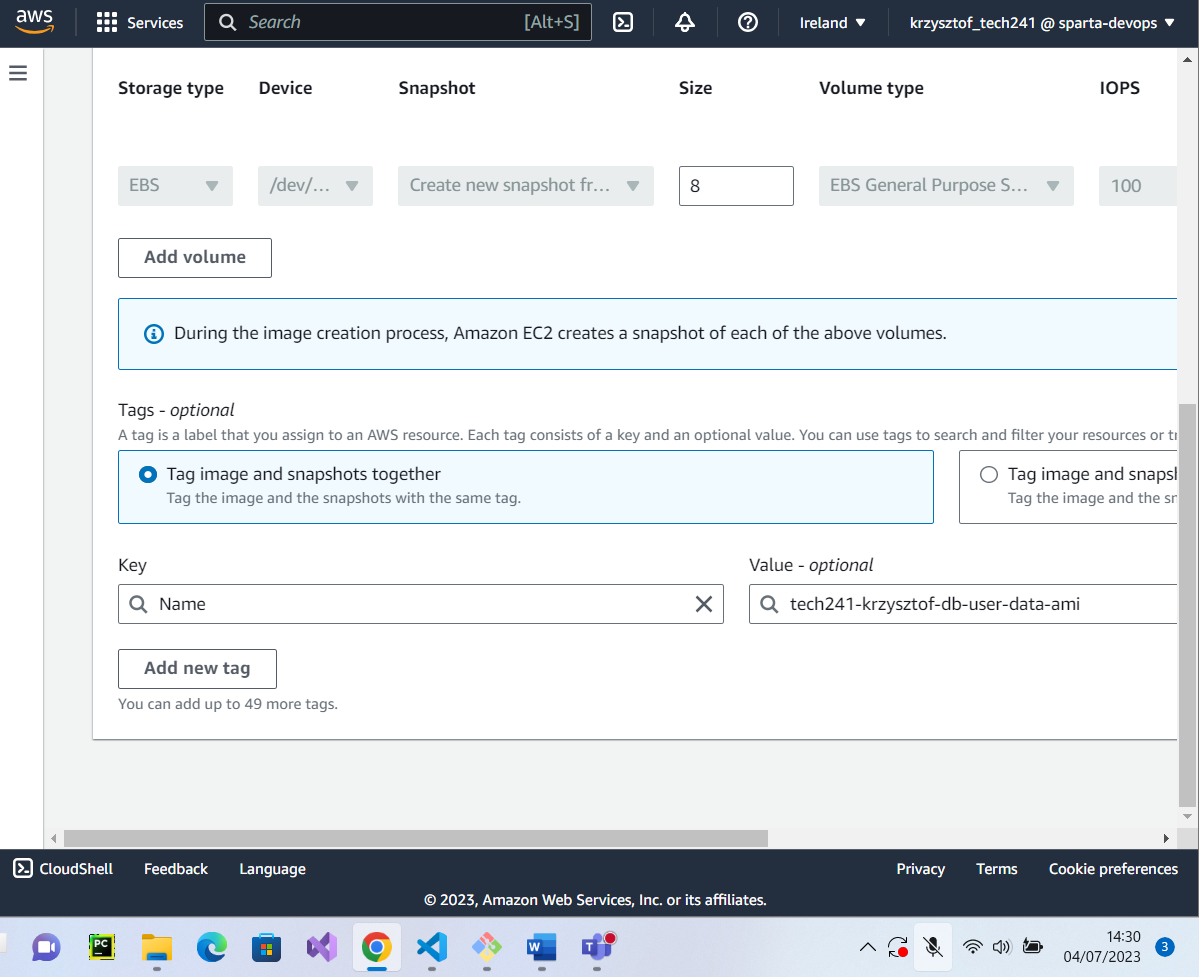 aws Services Search [Alt+S] Ireland krzysztof_tech241 @ sparta-devops
Storage type Device Snapshot Size Volume type IOPS
EBS /dev/... Create new snapshot fr... 8 EBS General Purpose S... 100
Add volume
During the image creation process, Amazon EC2 creates a snapshot of each of the above volumes.
Tags - optional
A tag is a label that you assign to an AWS resource. Each tag consists of a key and an optional value. You can use tags to search and filter your resources or
Tag image and snapshots together Tag image and
Tag the image and the snapshots with the same tag. Tag the image and the
Key Value - optional
Name tech241-krzysztof-db-user-data-ami
Add new tag
You can add up to 49 more tags.
CloudShell Feedback Language Privacy Terms Cookie preferences
© 2023, Amazon Web Services, Inc. or its affiliates.
PC W T 14:30
04/07/2023 3